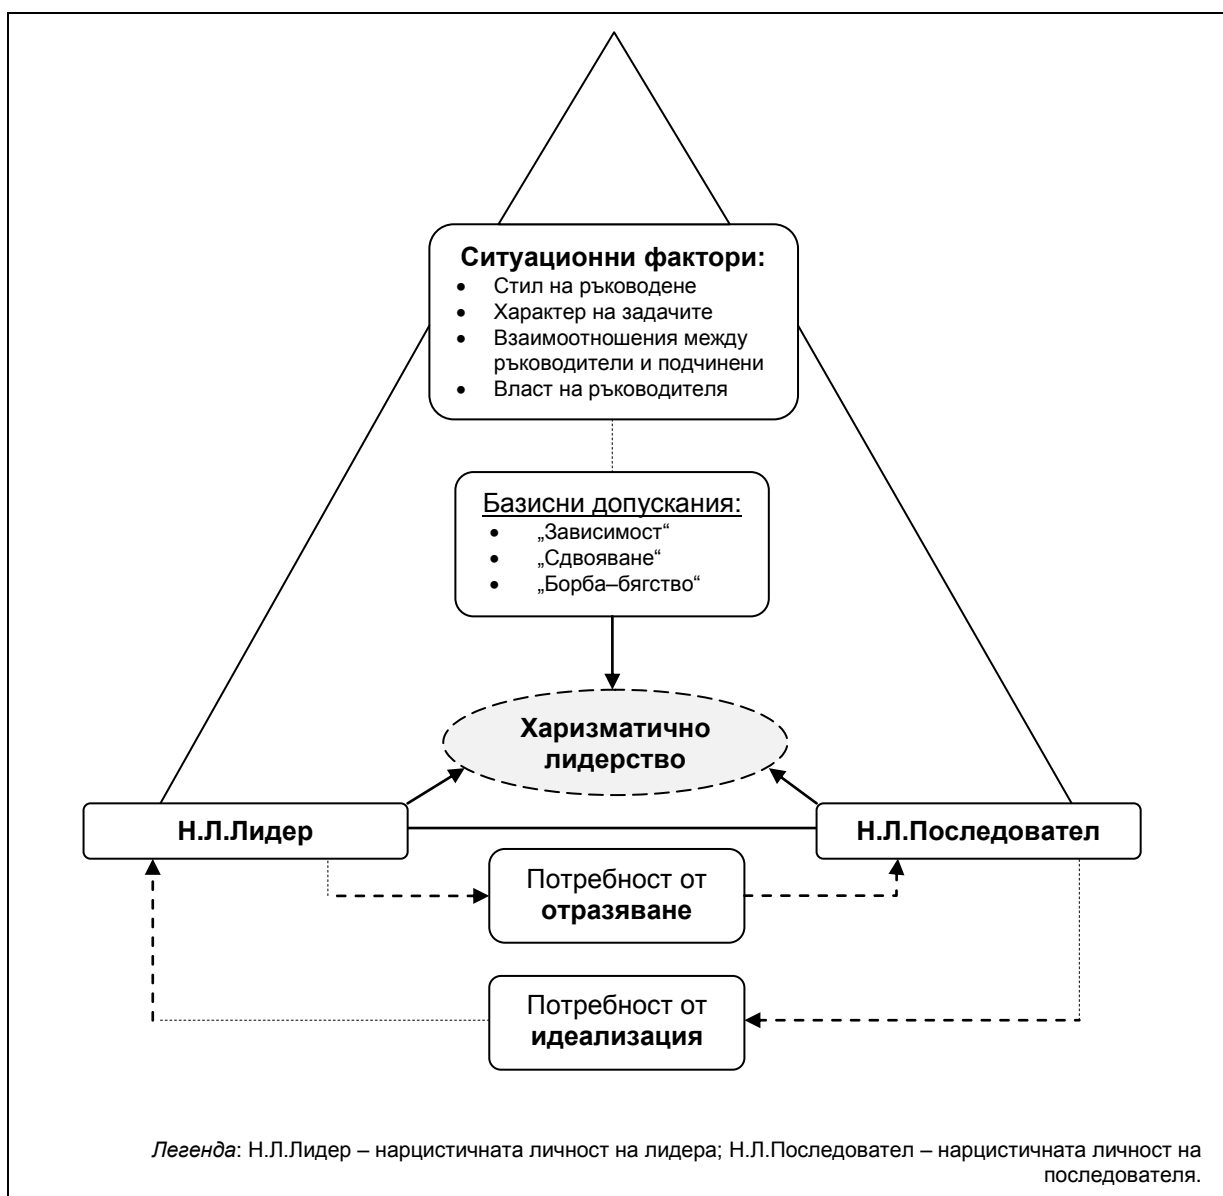 Ситуационни фактори:
• Стил на ръководене
• Характер на задачите
• Взаимоотношения между
ръководители и подчинени
• Власт на ръководителя
Базисни допускания:
• „Зависимост“
• „Сдвояване“
• „Борба–бягство“
Харизматично
лидерство
Н.Л.Лидер
Н.Л.Последовател
Потребност от
отразяване
Потребност от
идеализация
Легенда: Н.Л.Лидер – нарцистичната личност на лидера; Н.Л.Последовател – нарцистичната личност на
последователя.